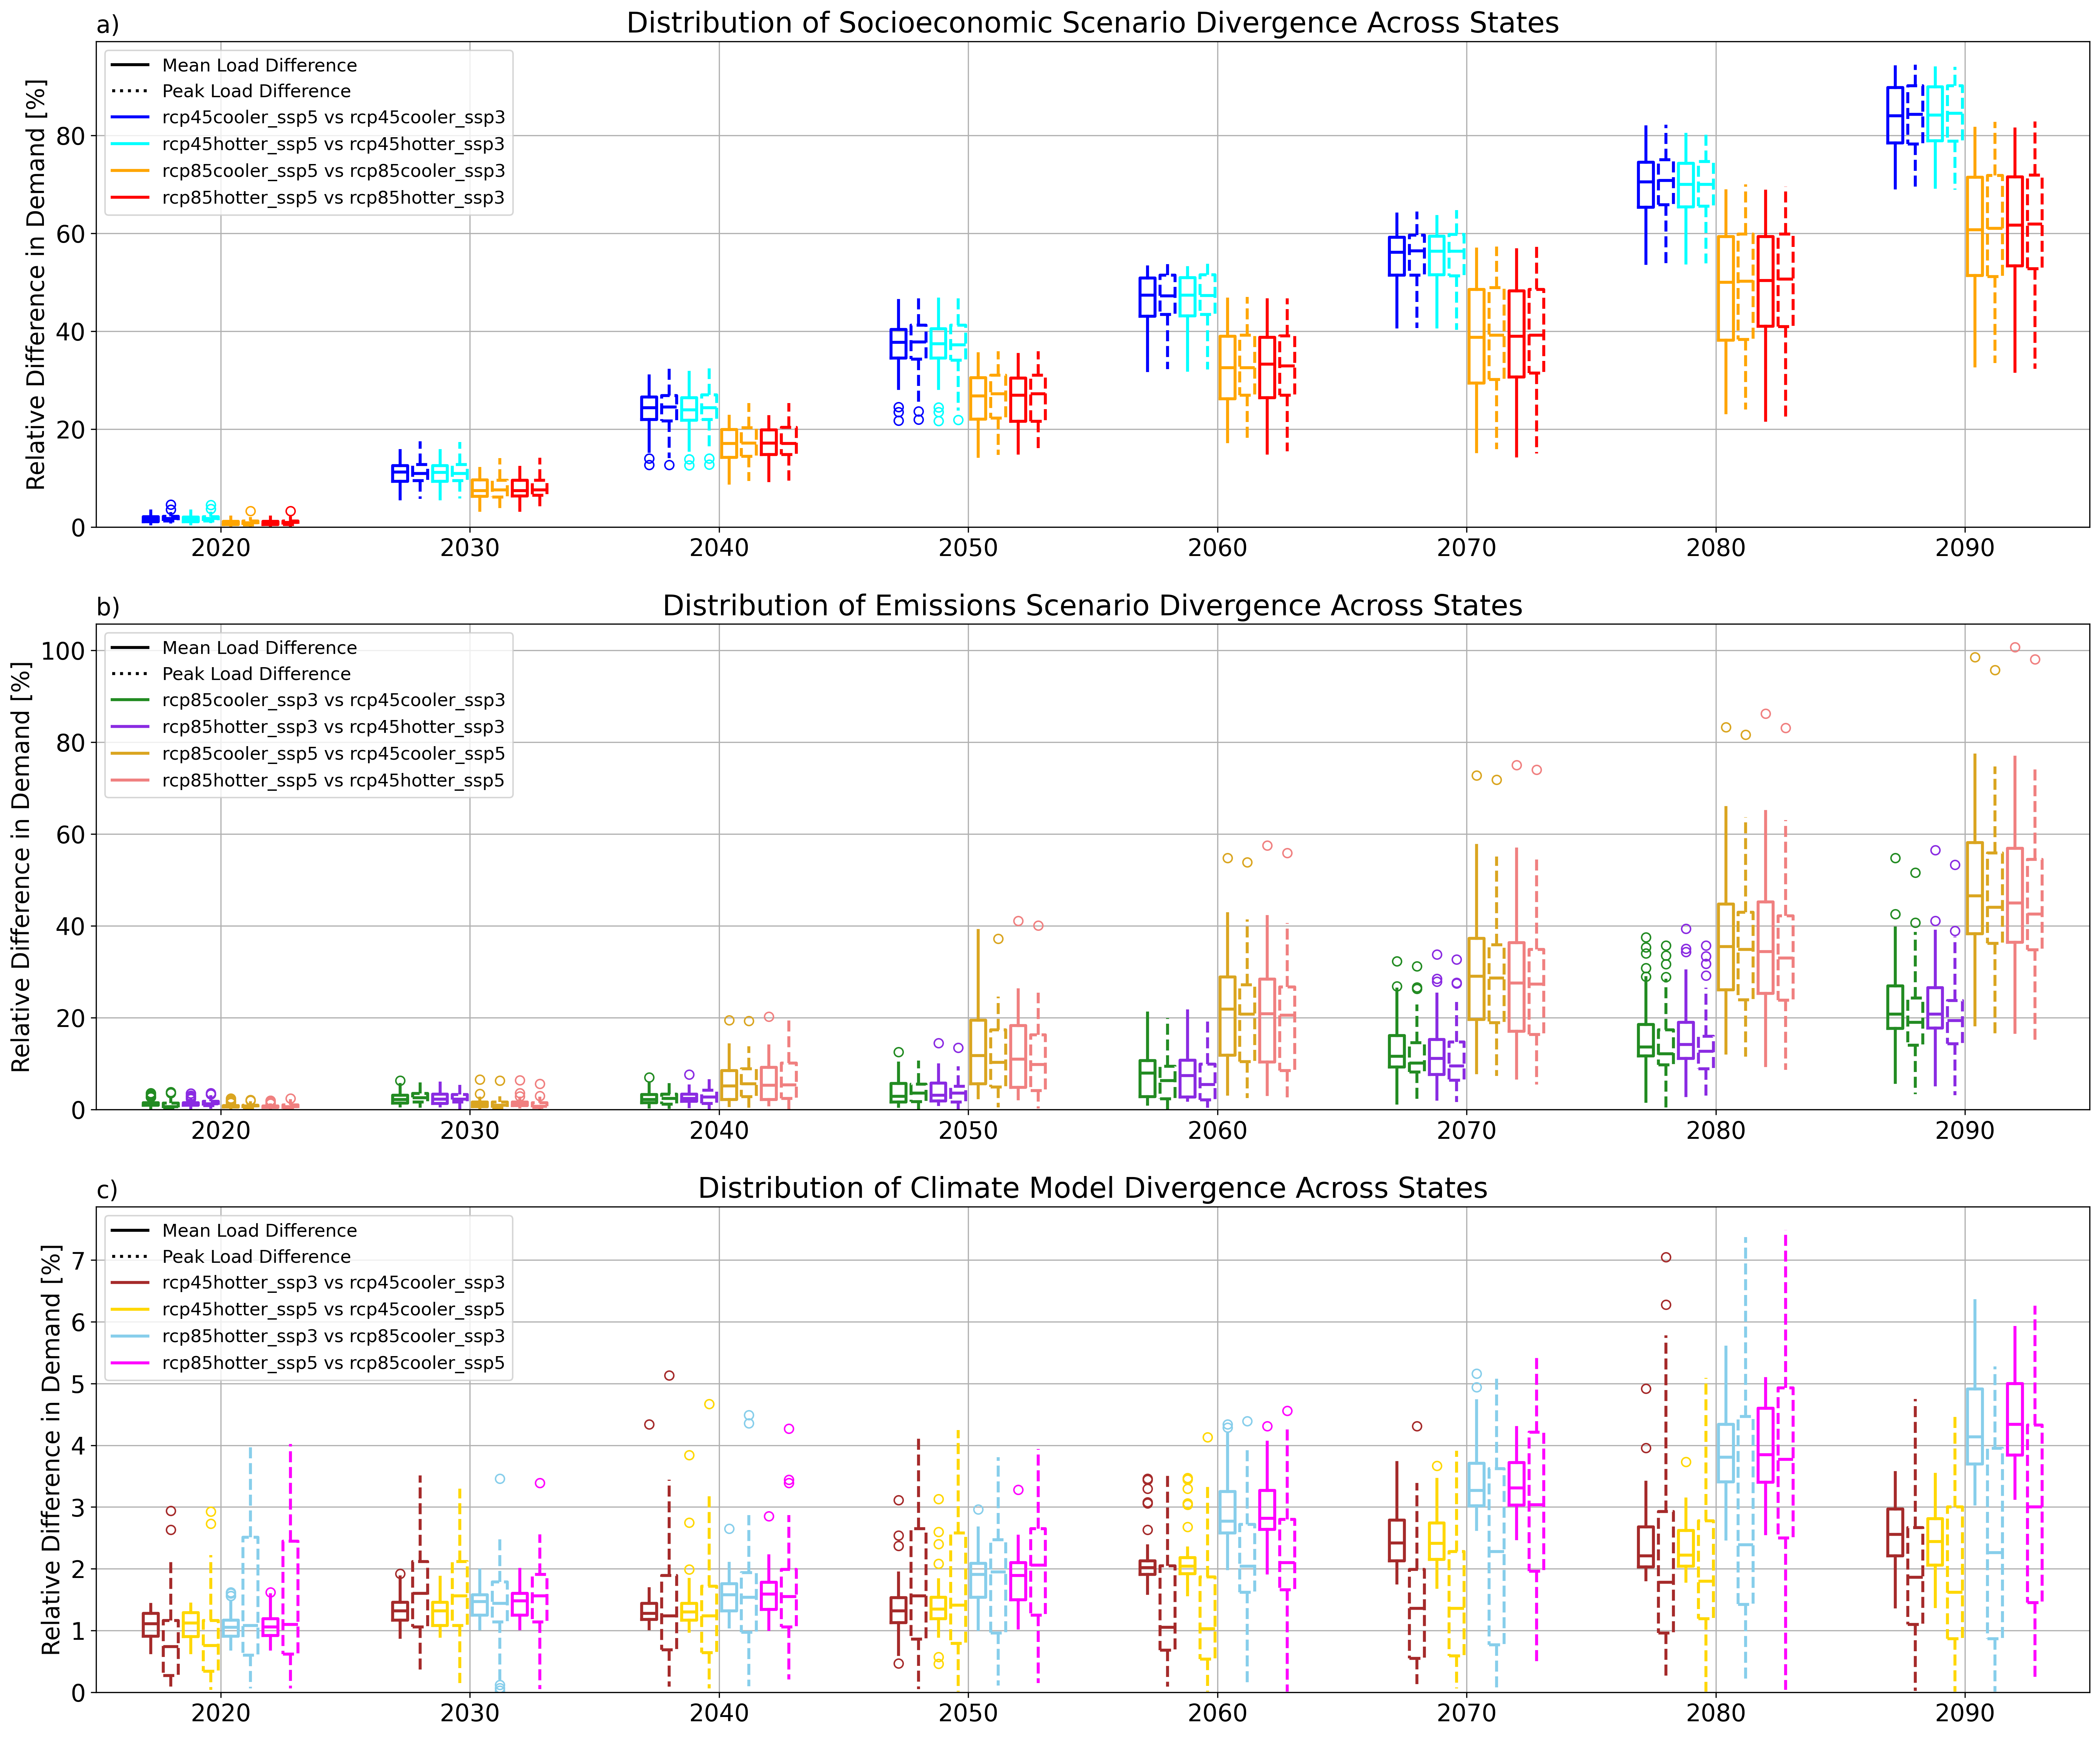 a)
Distribution of Socioeconomic Scenario Divergence Across States
Relative Difference in Demand [%]
Mean Load Difference
Peak Load Difference
rcp45cooler_ssp5 vs rcp45cooler_ssp3
rcp45hotter_ssp5 vs rcp45hotter_ssp3
rcp85cooler_ssp5 vs rcp85cooler_ssp3
rcp85hotter_ssp5 vs rcp85hotter_ssp3
80
60
40
20
0
2020 2030 2040 2050 2060 2070 2080 2090
b)
Distribution of Emissions Scenario Divergence Across States
Relative Difference in Demand [%]
Mean Load Difference
Peak Load Difference
rcp85cooler_ssp3 vs rcp45cooler_ssp3
rcp85hotter_ssp3 vs rcp45hotter_ssp3
rcp85cooler_ssp5 vs rcp45cooler_ssp5
rcp85hotter_ssp5 vs rcp45hotter_ssp5
100
80
60
40
20
0
2020 2030 2040 2050 2060 2070 2080 2090
c)
Distribution of Climate Model Divergence Across States
Relative Difference in Demand [%]
Mean Load Difference
Peak Load Difference
rcp45hotter_ssp3 vs rcp45cooler_ssp3
rcp45hotter_ssp5 vs rcp45cooler_ssp5
rcp85hotter_ssp3 vs rcp85cooler_ssp3
rcp85hotter_ssp5 vs rcp85cooler_ssp5
7
6
5
4
3
2
1
0
2020 2030 2040 2050 2060 2070 2080 2090